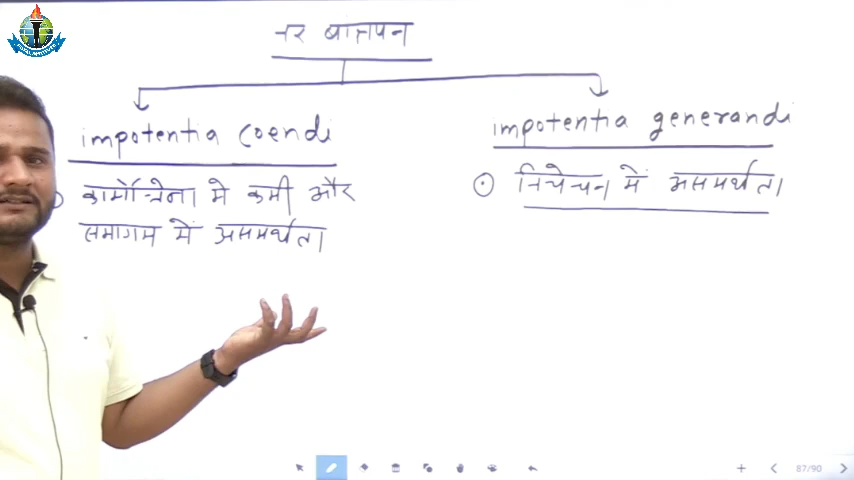 नर बाझपन
impotentia coendi
impotentia generandi
कामोत्तेजना मे कमी और
समागम में असमर्थता
निषेचन में असमर्थता
87/90